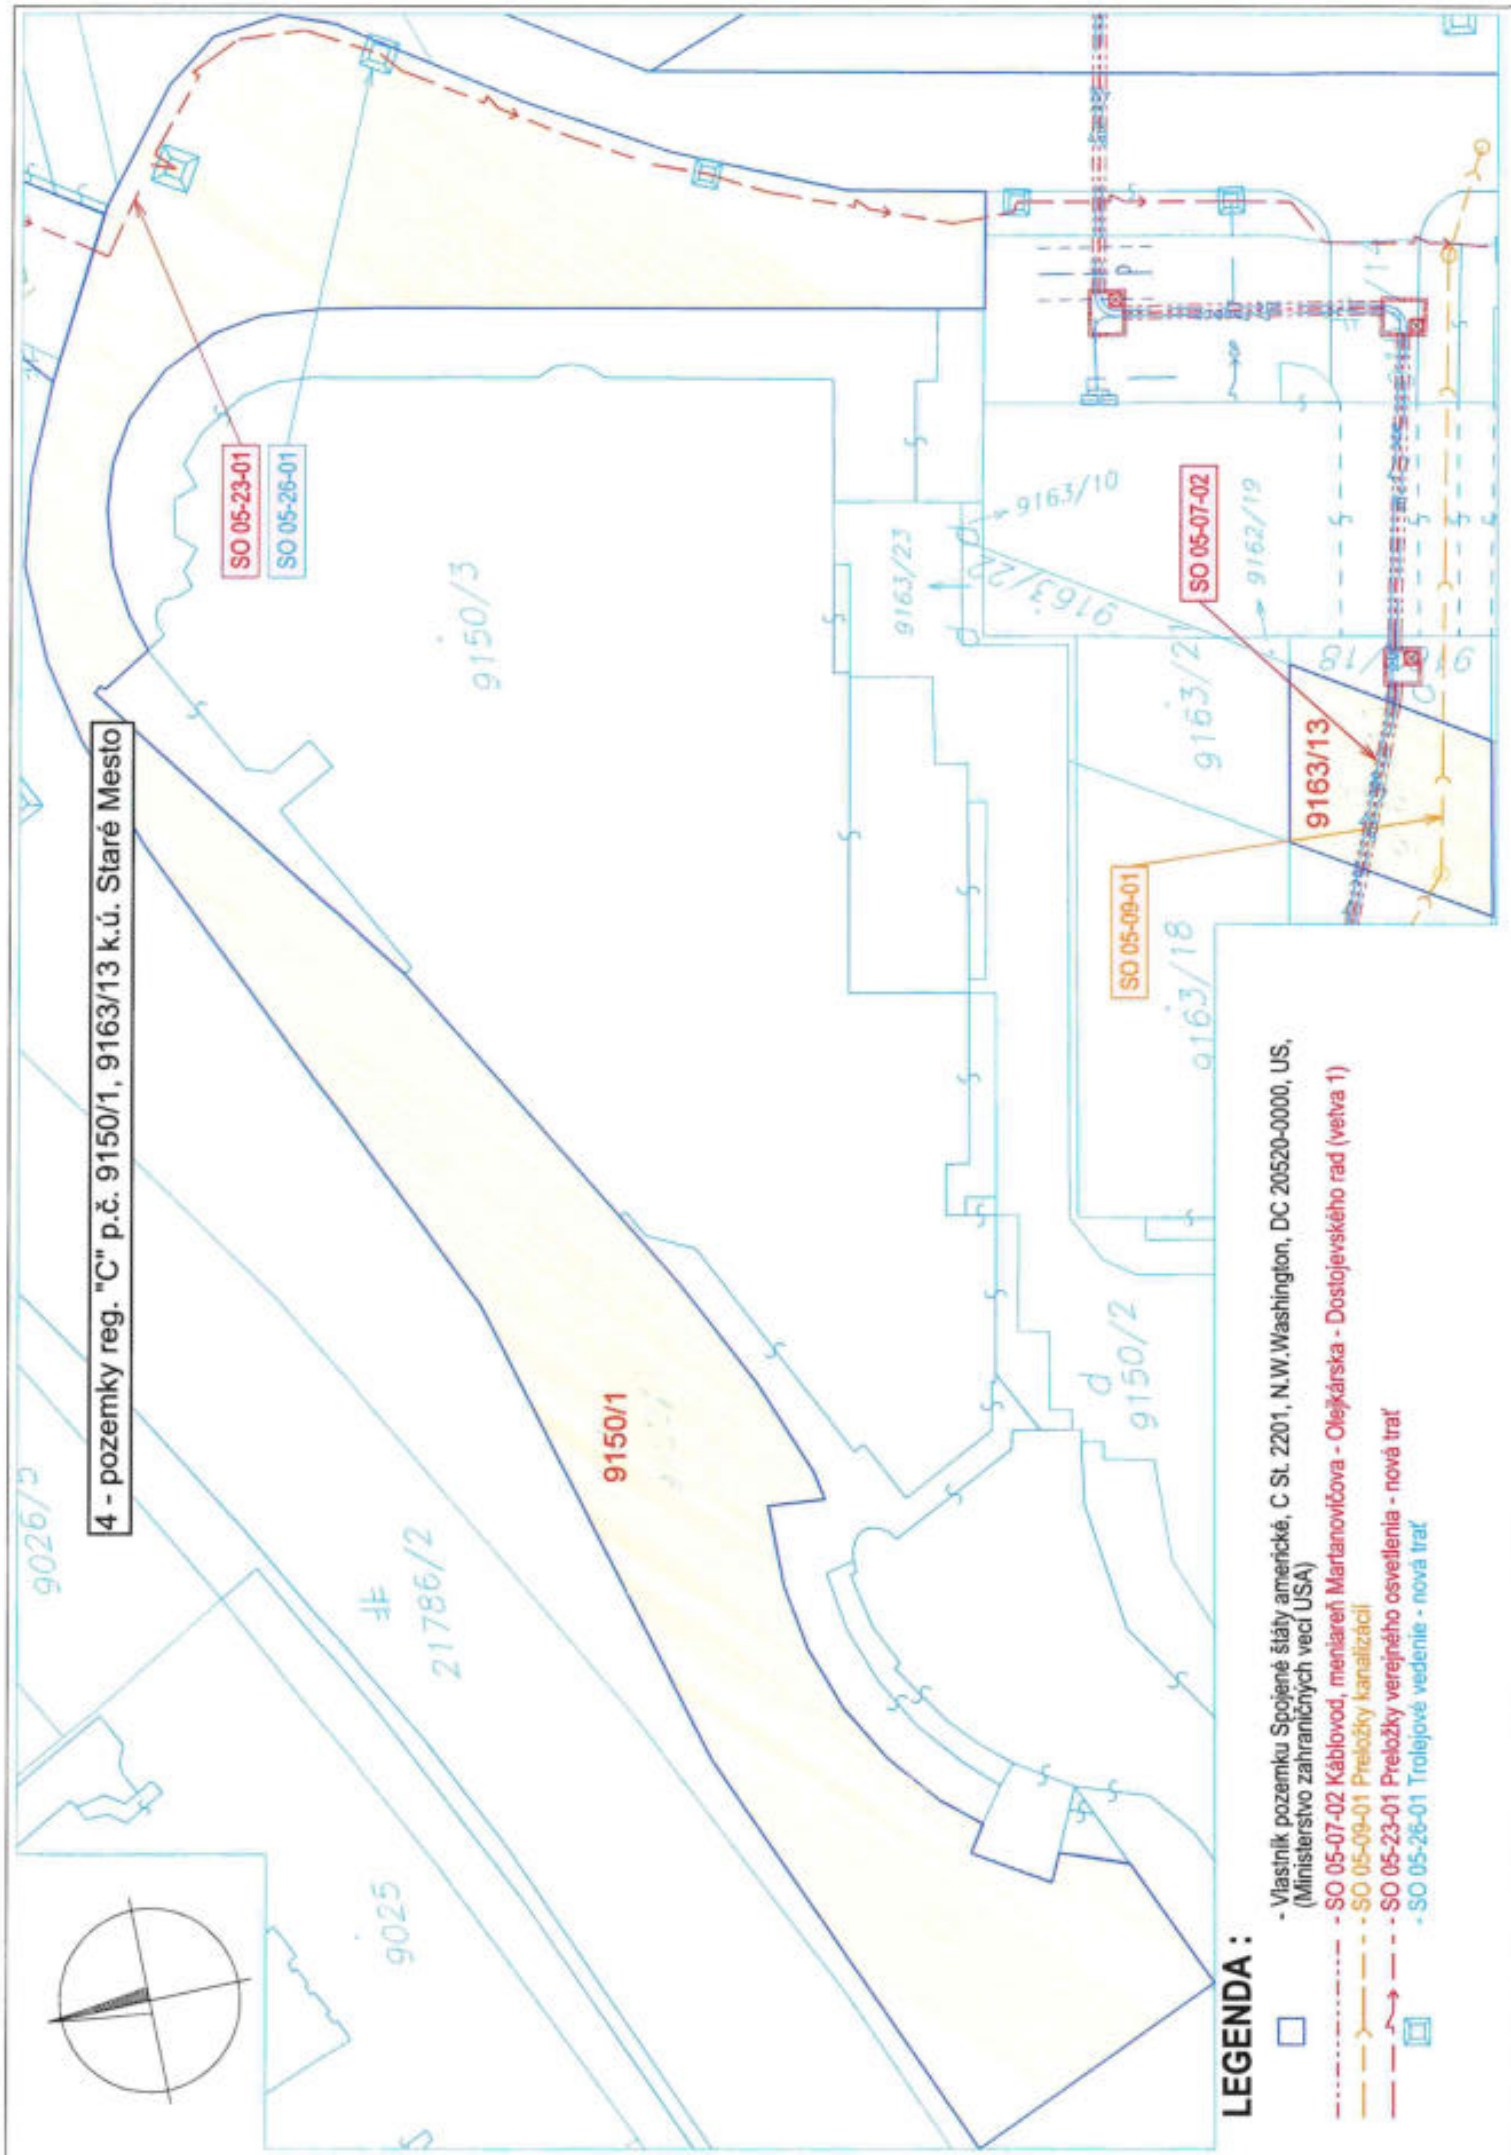 4 - pozemky reg. "C" p.č. 9150/1, 9163/13 k.ú. Staré Mesto
SO 05-23-01
SO 05-26-01
9026/5
21786/2
9025
9150/3
9150/1
9163/23
9163/22
9163/10
9162/19
9163/21
9163/18
9163/13
9150/2
SO 05-07-02
SO 05-09-01
LEGENDA :
- Vlastník pozemku Spojené štáty americké, C St. 2201, N.W.Washington, DC 20520-0000, US,
(Ministerstvo zahraničných vecí USA)
- SO 05-07-02 Káblovod, meniareň Martanovičova - Olejkárska - Dostojevského rad (vetva 1)
- SO 05-09-01 Preložky kanalizácií
- SO 05-23-01 Preložky verejného osvetlenia - nová trať
- SO 05-26-01 Trolejové vedenie - nová trať